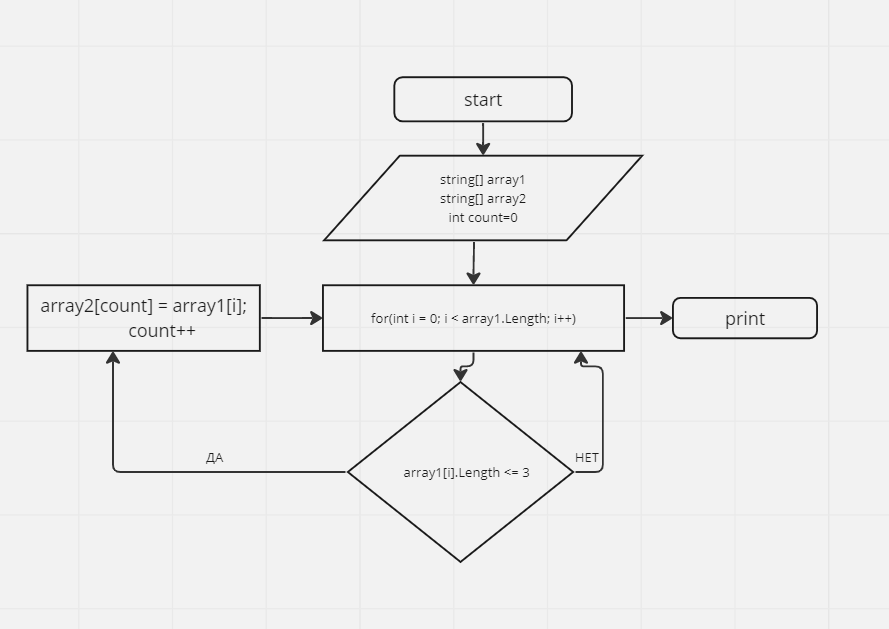 start
string[] array1
string[] array2
int count=0
array2[count] = array1[i];
count++
for(int i = 0; i < array1.Length; i++)
print
ДА
array1[i].Length <= 3
НЕТ